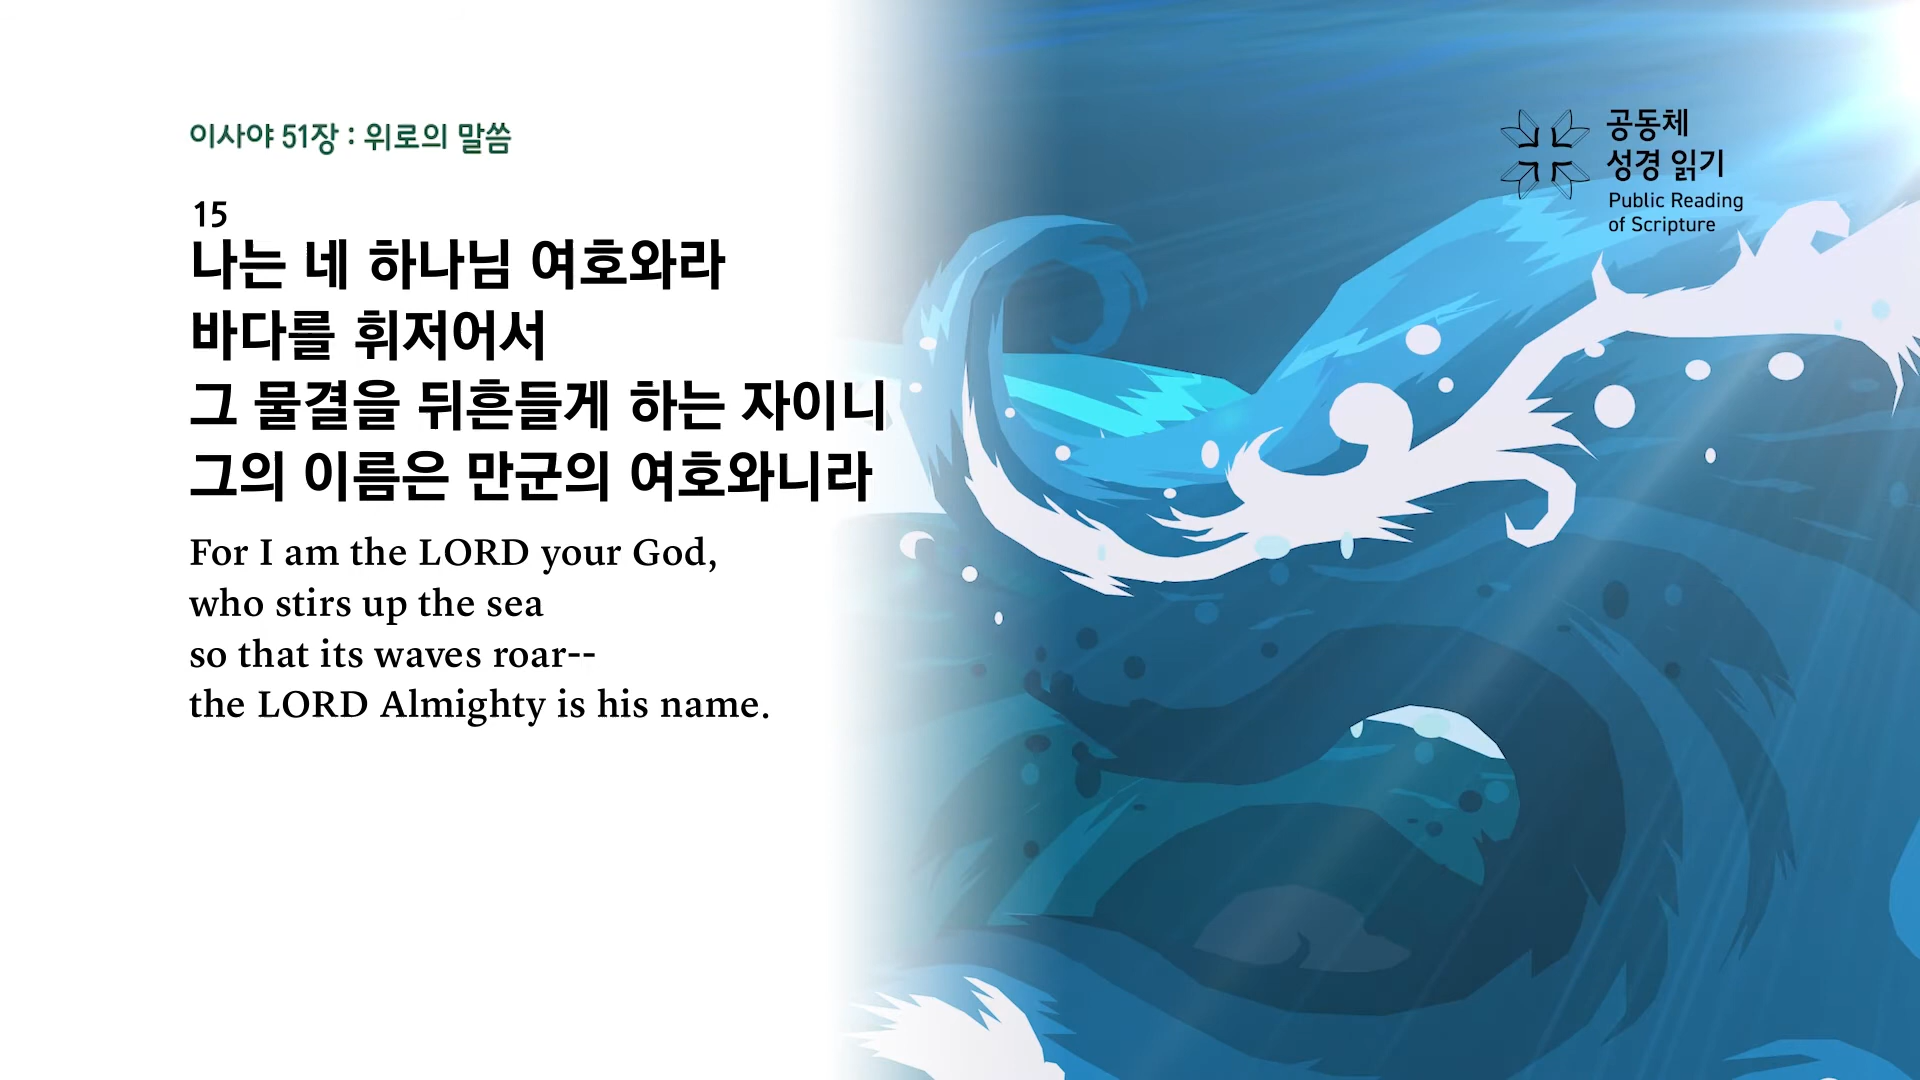 이사야 51장 : 위로의 말씀
15
나는 네 하나님 여호와라
바다를 휘저어서
그 물결을 뒤흔들게 하는 자이니
그의 이름은 만군의 여호와니라
For I am the LORD your God,
who stirs up the sea
so that its waves roar--
the LORD Almighty is his name.
공동체
성경 읽기
Public Reading
of Scripture